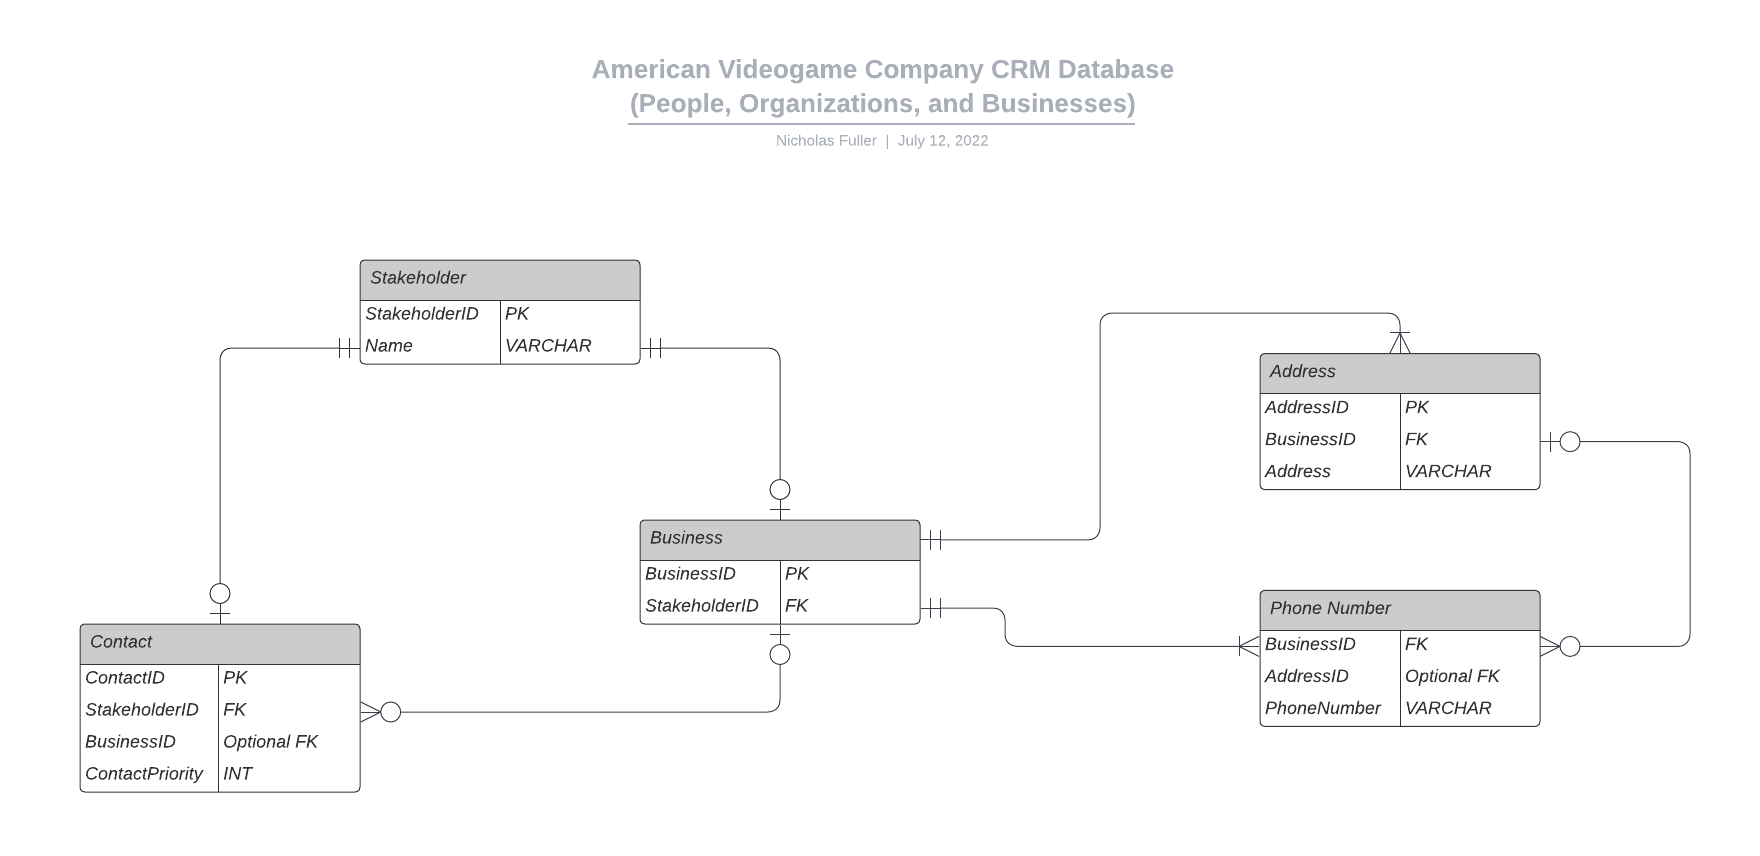 American Videogame Company CRM Database
(People, Organizations, and Businesses)
Nicholas Fuller | July 12, 2022
Stakeholder
StakeholderID PK
Name VARCHAR
Address
AddressID PK
BusinessID FK
Address VARCHAR
Business
BusinessID PK
StakeholderID FK
Phone Number
BusinessID FK
AddressID Optional FK
PhoneNumber VARCHAR
Contact
ContactID PK
StakeholderID FK
BusinessID Optional FK
ContactPriority INT